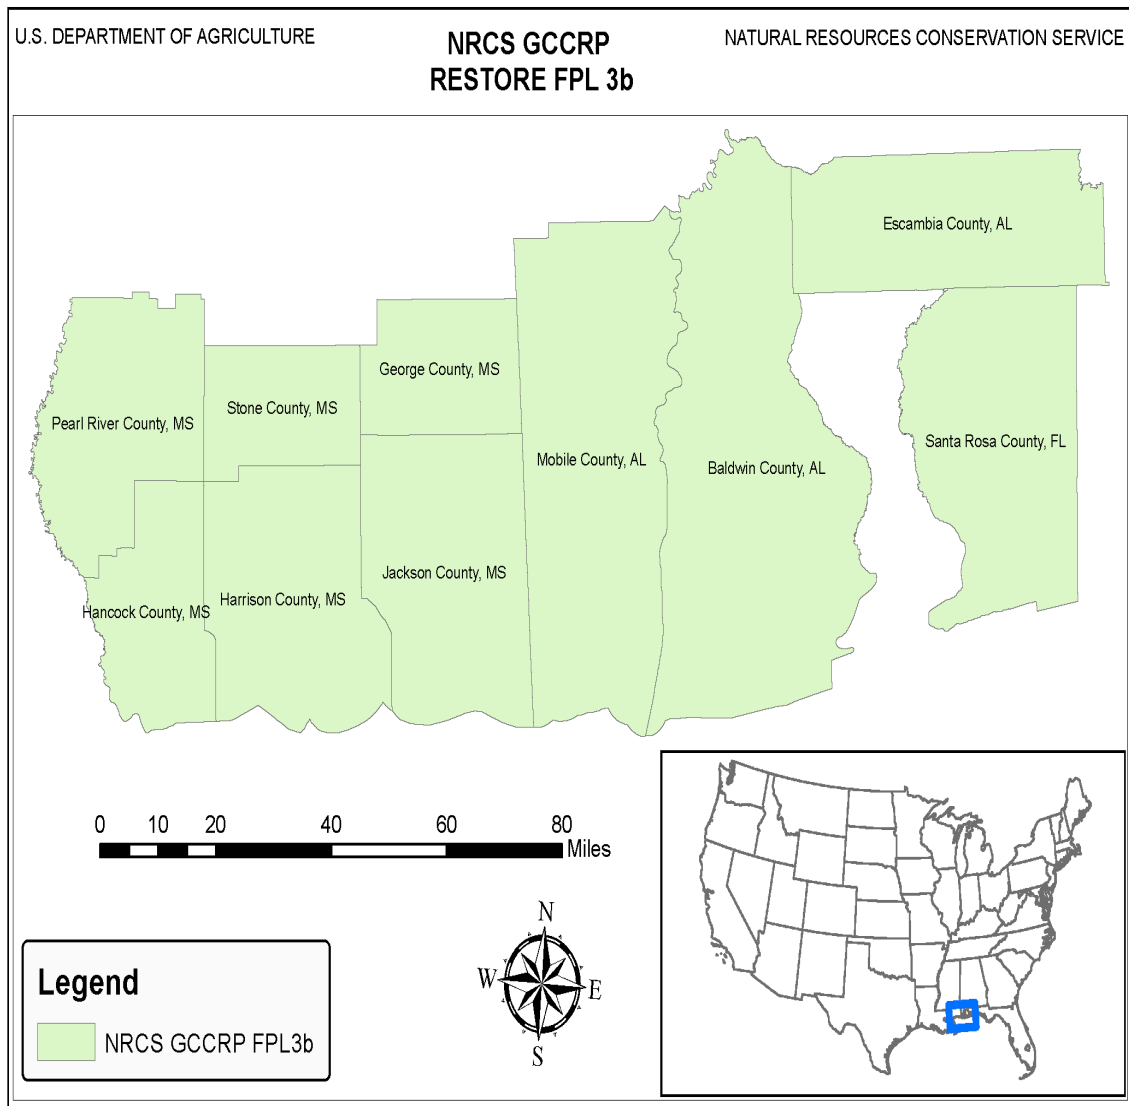 U.S. DEPARTMENT OF AGRICULTURE
NRCS GCCRP
RESTORE FPL 3b
NATURAL RESOURCES CONSERVATION SERVICE
Escambia County, AL
George County, MS
Stone County, MS
Pearl River County, MS
Santa Rosa County, FL
Mobile County, AL
Baldwin County, AL
Jackson County, MS
Harrison County, MS
Hancock County, MS
0 10 20 40 60 80
Miles
N
W
E
S
Legend
NRCS GCCRP FPL3b